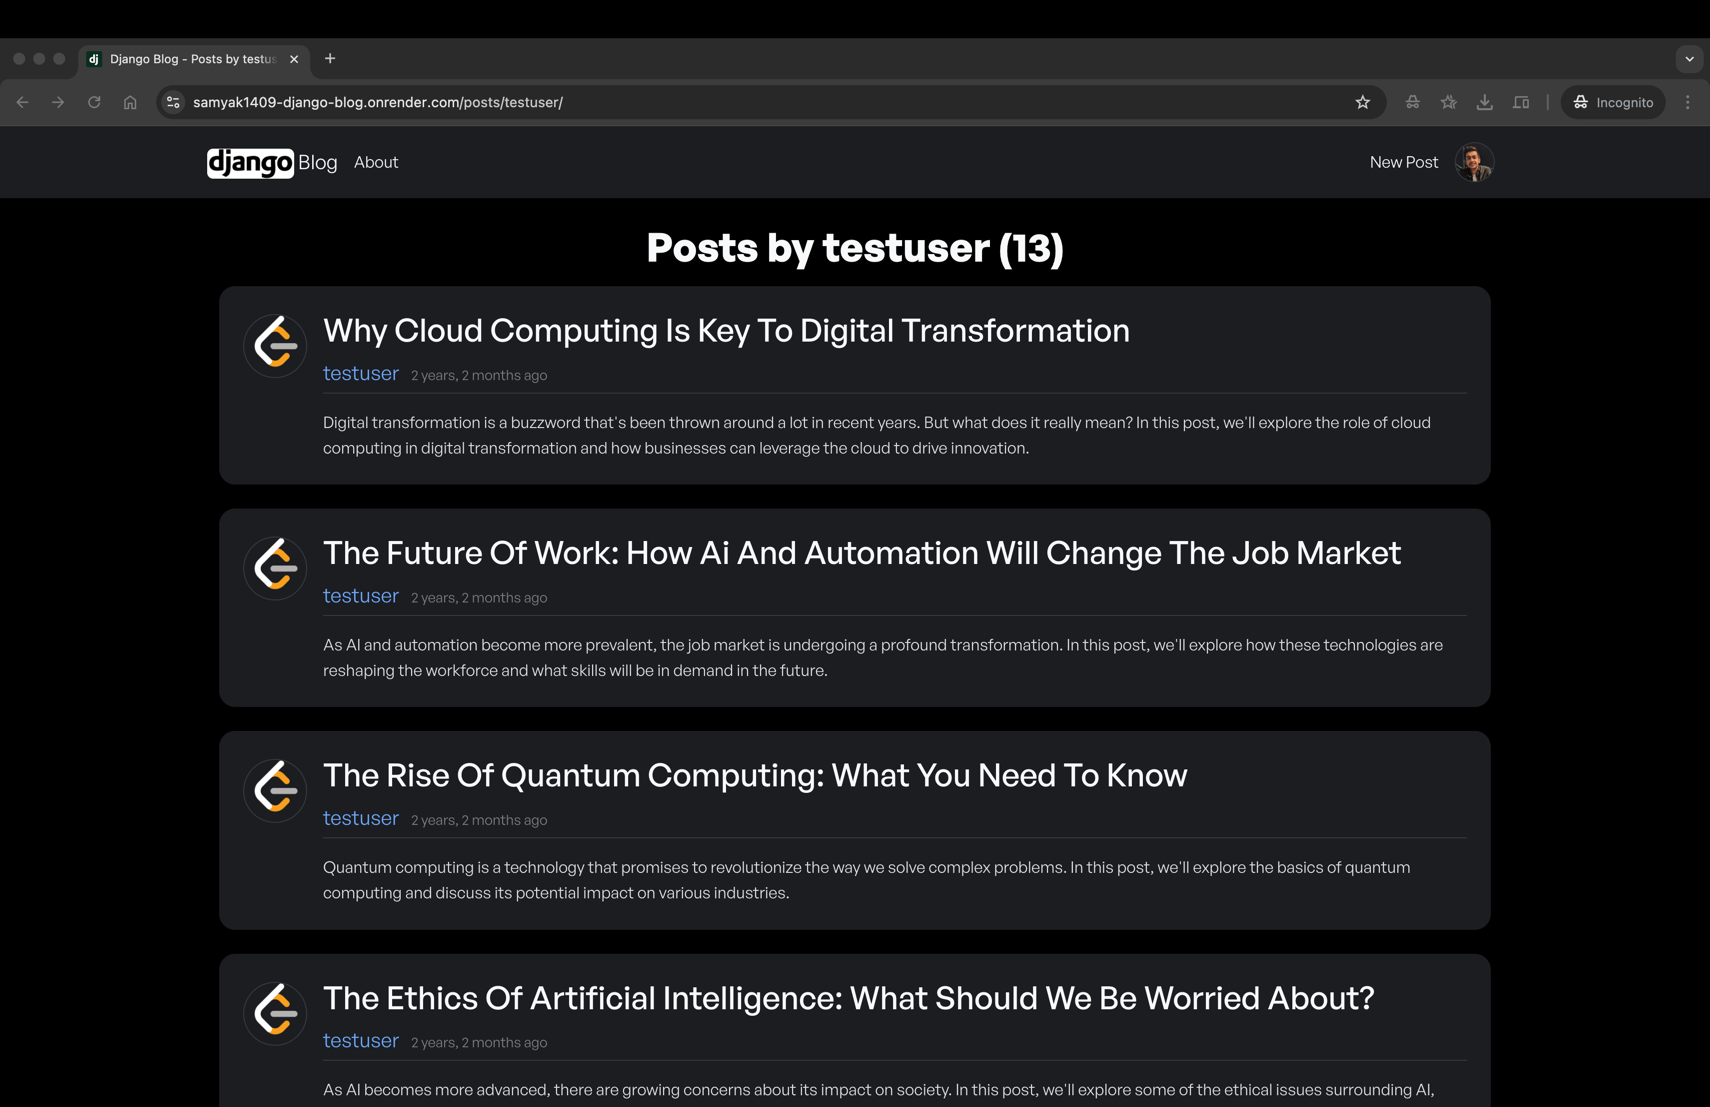 Django Blog - Posts by testus
samyak1409-django-blog.onrender.com/posts/testuser/
Incognito
django Blog About
New Post
Posts by testuser (13)
Why Cloud Computing Is Key To Digital Transformation
testuser 2 years, 2 months ago
Digital transformation is a buzzword that's been thrown around a lot in recent years. But what does it really mean? In this post, we'll explore the role of cloud
computing in digital transformation and how businesses can leverage the cloud to drive innovation.
The Future Of Work: How Ai And Automation Will Change The Job Market
testuser 2 years, 2 months ago
As AI and automation become more prevalent, the job market is undergoing a profound transformation. In this post, we'll explore how these technologies are
reshaping the workforce and what skills will be in demand in the future.
The Rise Of Quantum Computing: What You Need To Know
testuser 2 years, 2 months ago
Quantum computing is a technology that promises to revolutionize the way we solve complex problems. In this post, we'll explore the basics of quantum
computing and discuss its potential impact on various industries.
The Ethics Of Artificial Intelligence: What Should We Be Worried About?
testuser 2 years, 2 months ago
As AI becomes more advanced, there are growing concerns about its impact on society. In this post, we'll explore some of the ethical issues surrounding AI,